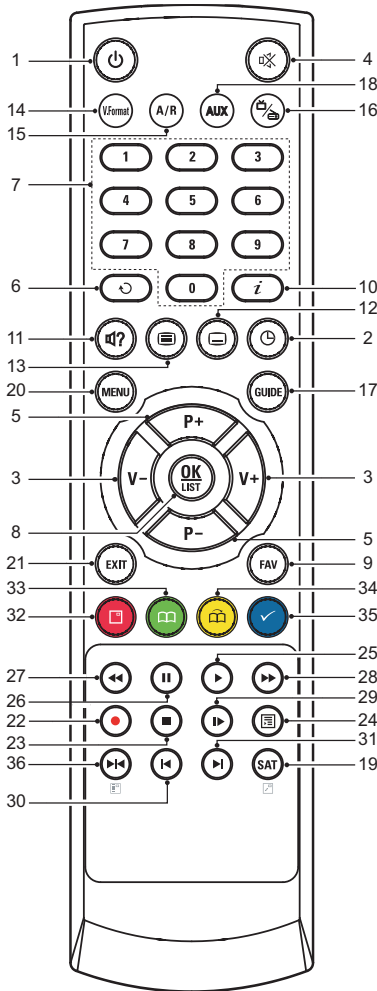 1 4
18
V.Format A/R AUX
14 16
15
1 2 3
7
4 5 6
7 8 9
6 0 i 10
12
11 ? 2
13
20 MENU GUIDE 17
5 P+
3 V- OK V+ 3
LIST
8 P- 5
21 EXIT FAV 9
33 34
32 35
25
27 28
26 29
22 24
23 31
36 SAT 19
30